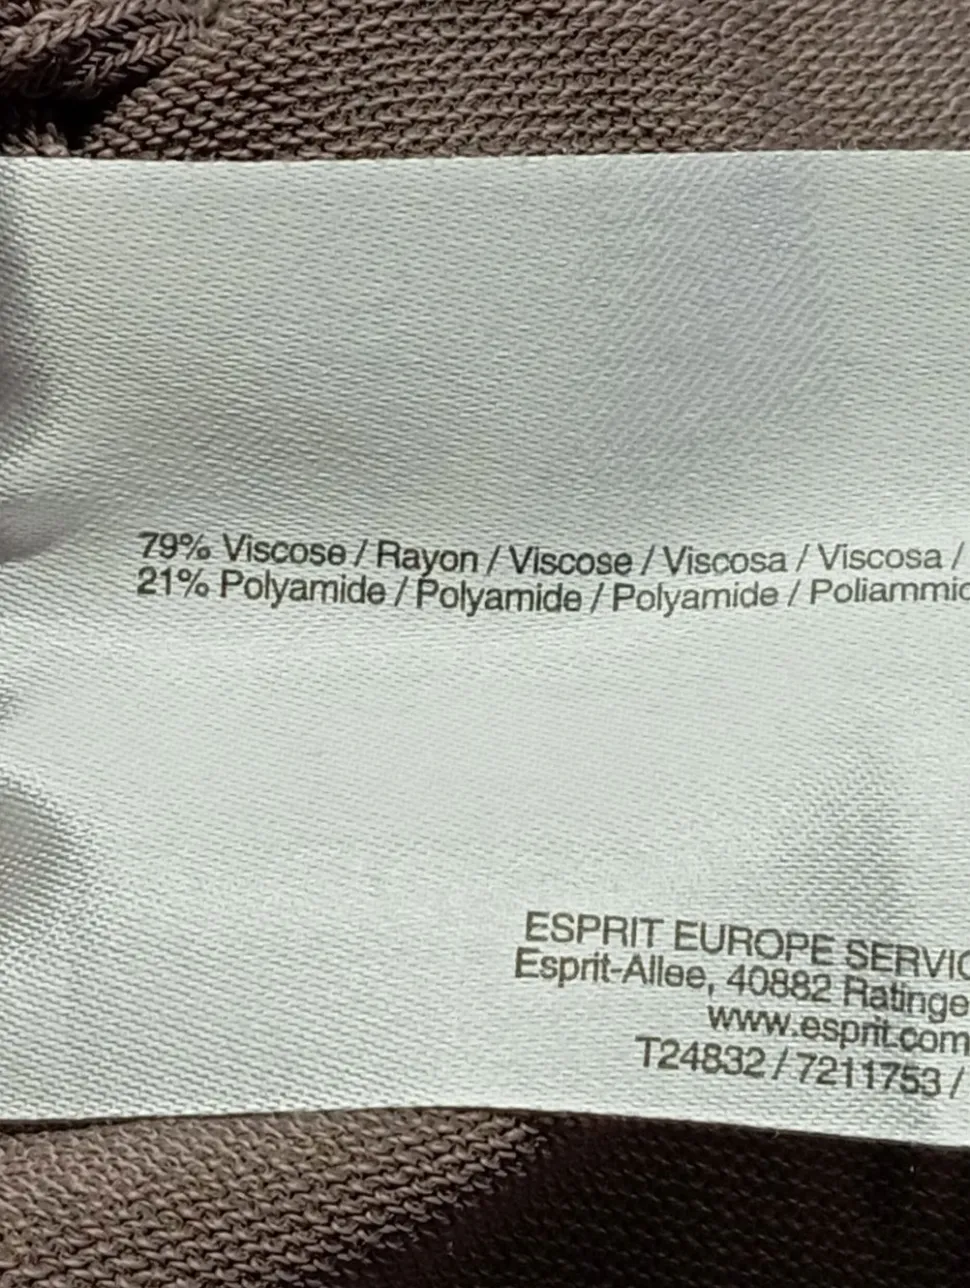 79% Viscose / Rayon / Viscose / Viscosa / Viscosa /
21% Polyamide / Polyamide / Polyamide / Poliammic
ESPRIT EUROPE SERVIC
Esprit-Allee, 40882 Ratinge
www.esprit.com
T24832 / 7211753 /